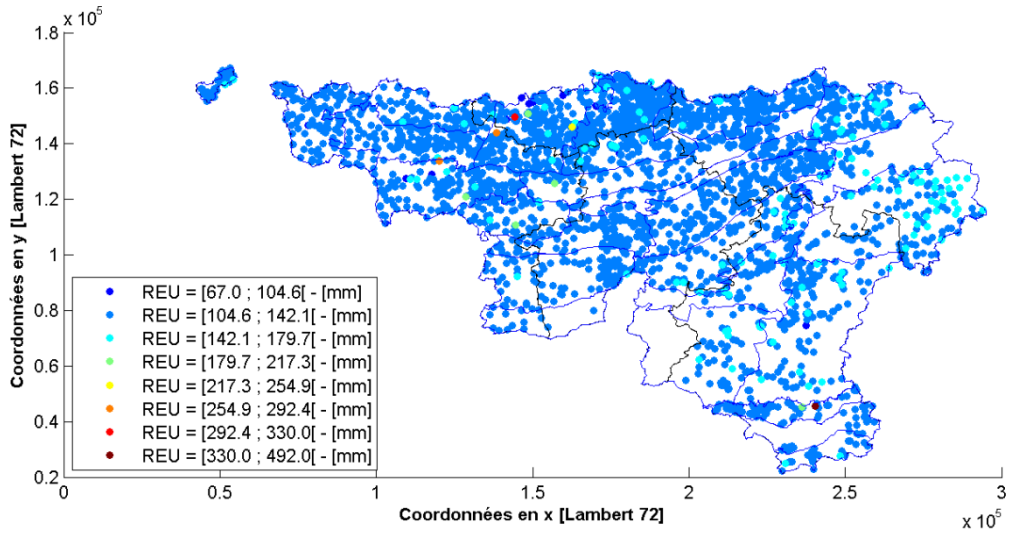 x 10^5
1.8
1.6
1.4
1.2
1
0.8
0.6
0.4
0.2
Coordonnées en y [Lambert 72]
REU = [67.0 ; 104.6[ - [mm]
REU = [104.6 ; 142.1[ - [mm]
REU = [142.1 ; 179.7[ - [mm]
REU = [179.7 ; 217.3[ - [mm]
REU = [217.3 ; 254.9[ - [mm]
REU = [254.9 ; 292.4[ - [mm]
REU = [292.4 ; 330.0[ - [mm]
REU = [330.0 ; 492.0[ - [mm]
0 0.5 1 1.5 2 2.5 3
Coordonnées en x [Lambert 72]
x 10^5